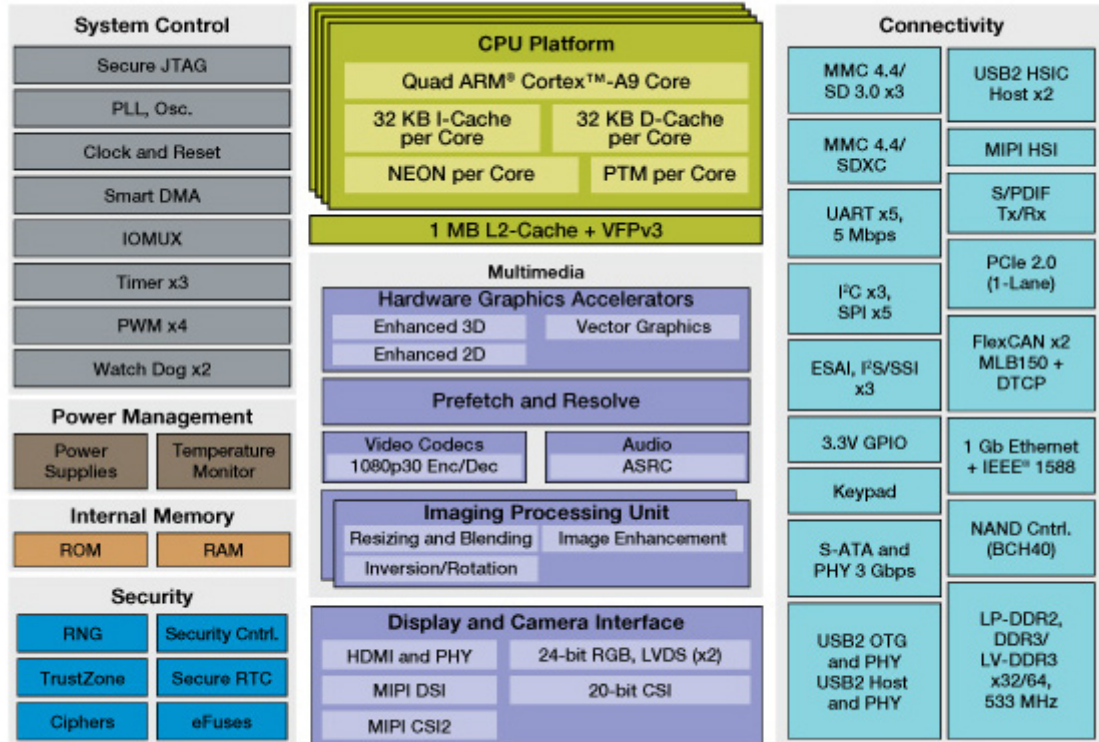 System Control
Secure JTAG
PLL, Osc.
Clock and Reset
Smart DMA
IOMUX
Timer x3
PWM x4
Watch Dog x2
Power Management
Power
Supplies
Temperature
Monitor
Internal Memory
ROM
RAM
Security
RNG
Security Cntrl.
TrustZone
Secure RTC
Ciphers
eFuses
CPU Platform
Quad ARM® Cortex™-A9 Core
32 KB I-Cache
per Core
32 KB D-Cache
per Core
NEON per Core
PTM per Core
1 MB L2-Cache + VFPv3
Multimedia
Hardware Graphics Accelerators
Enhanced 3D
Vector Graphics
Enhanced 2D
Prefetch and Resolve
Video Codecs
1080p30 Enc/Dec
Audio
ASRC
Imaging Processing Unit
Resizing and Blending
Image Enhancement
Inversion/Rotation
Display and Camera Interface
HDMI and PHY
24-bit RGB, LVDS (x2)
MIPI DSI
20-bit CSI
MIPI CSI2
Connectivity
MMC 4.4/
SD 3.0 x3
USB2 HSIC
Host x2
MMC 4.4/
SDXC
MIPI HSI
UART x5,
5 Mbps
S/PDIF
Tx/Rx
I²C x3,
SPI x5
PCIe 2.0
(1-Lane)
ESAI, I²S/SSI
x3
FlexCAN x2
MLB150 +
DTCP
3.3V GPIO
1 Gb Ethernet
+ IEEE® 1588
Keypad
S-ATA and
PHY 3 Gbps
NAND Cntrl.
(BCH40)
USB2 OTG
and PHY
USB2 Host
and PHY
LP-DDR2,
DDR3/
LV-DDR3
x32/64,
533 MHz